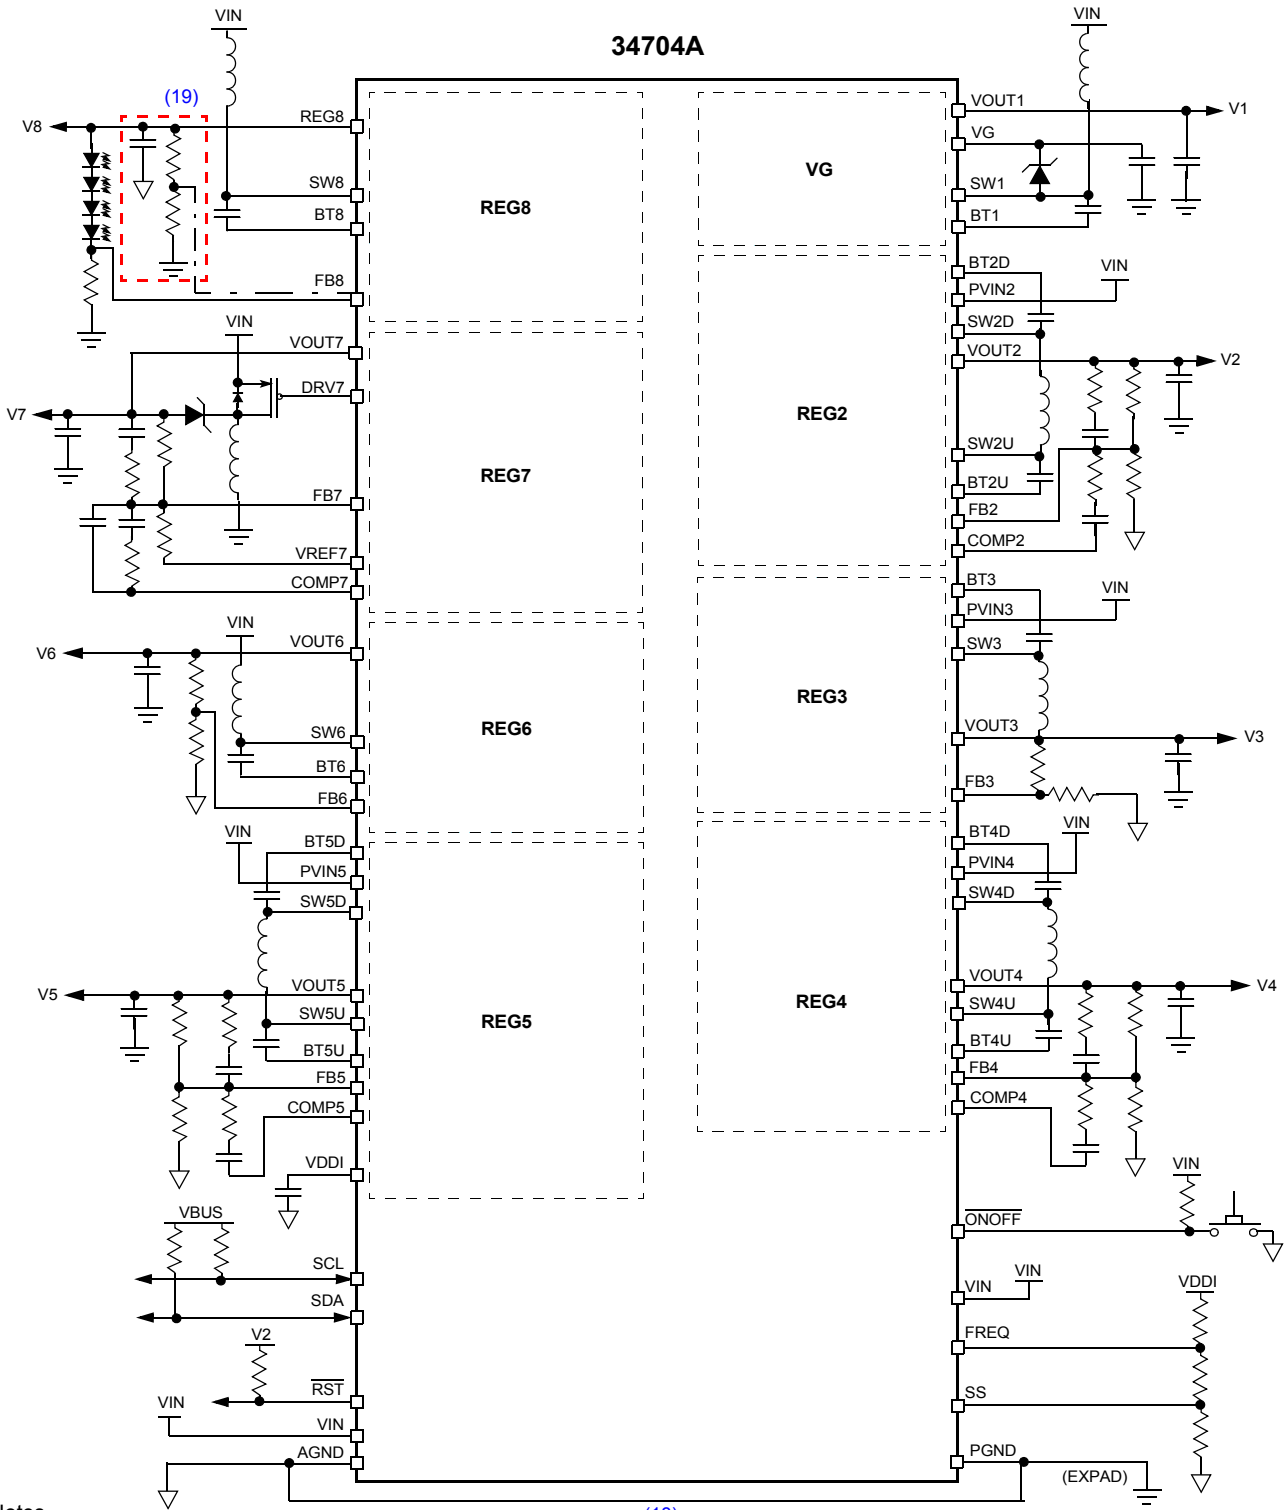 34704A
VIN
VIN
(19)
V8
REG8
SW8
BT8
FB8
REG8
VIN
VOUT7
DRV7
V7
FB7
VREF7
COMP7
REG7
VIN
V6
VOUT6
SW6
BT6
FB6
REG6
VIN
BT5D
PVIN5
SW5D
V5
VOUT5
SW5U
BT5U
FB5
COMP5
REG5
VDDI
VBUS
SCL
SDA
V2
RST
VIN
VIN
AGND
VG
VOUT1
V1
VG
SW1
BT1
BT2D
VIN
PVIN2
SW2D
VOUT2
V2
REG2
SW2U
BT2U
FB2
COMP2
BT3
VIN
PVIN3
SW3
REG3
VOUT3
V3
FB3
BT4D
VIN
PVIN4
SW4D
VOUT4
V4
REG4
SW4U
BT4U
FB4
COMP4
VIN
ONOFF
VIN
VIN
VDDI
FREQ
SS
PGND
(EXPAD)